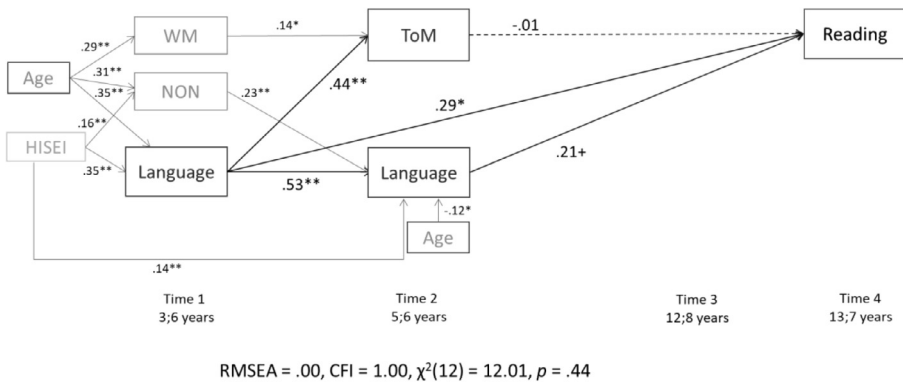 WM
.14*
ToM
-.01
Reading
.29**
Age
.31**
NON
.44**
.35**
.23**
.29*
.16**
HISEI
.21+
Language
Language
.35**
.53**
-.12*
Age
.14**
Time 1
3;6 years
Time 2
5;6 years
Time 3
12;8 years
Time 4
13;7 years
RMSEA = .00, CFI = 1.00, χ²(12) = 12.01, p = .44